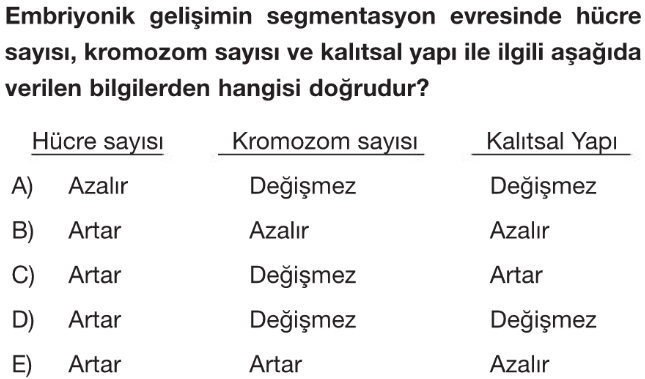 Embriyonik gelişimin segmentasyon evresinde hücre
sayısı, kromozom sayısı ve kalıtsal yapı ile ilgili aşağıda
verilen bilgilerden hangisi doğrudur?
Hücre sayısı Kromozom sayısı Kalıtsal Yapı
A) Azalır Değişmez Değişmez
B) Artar Azalır Azalır
C) Artar Değişmez Artar
D) Artar Değişmez Değişmez
E) Artar Artar Azalır